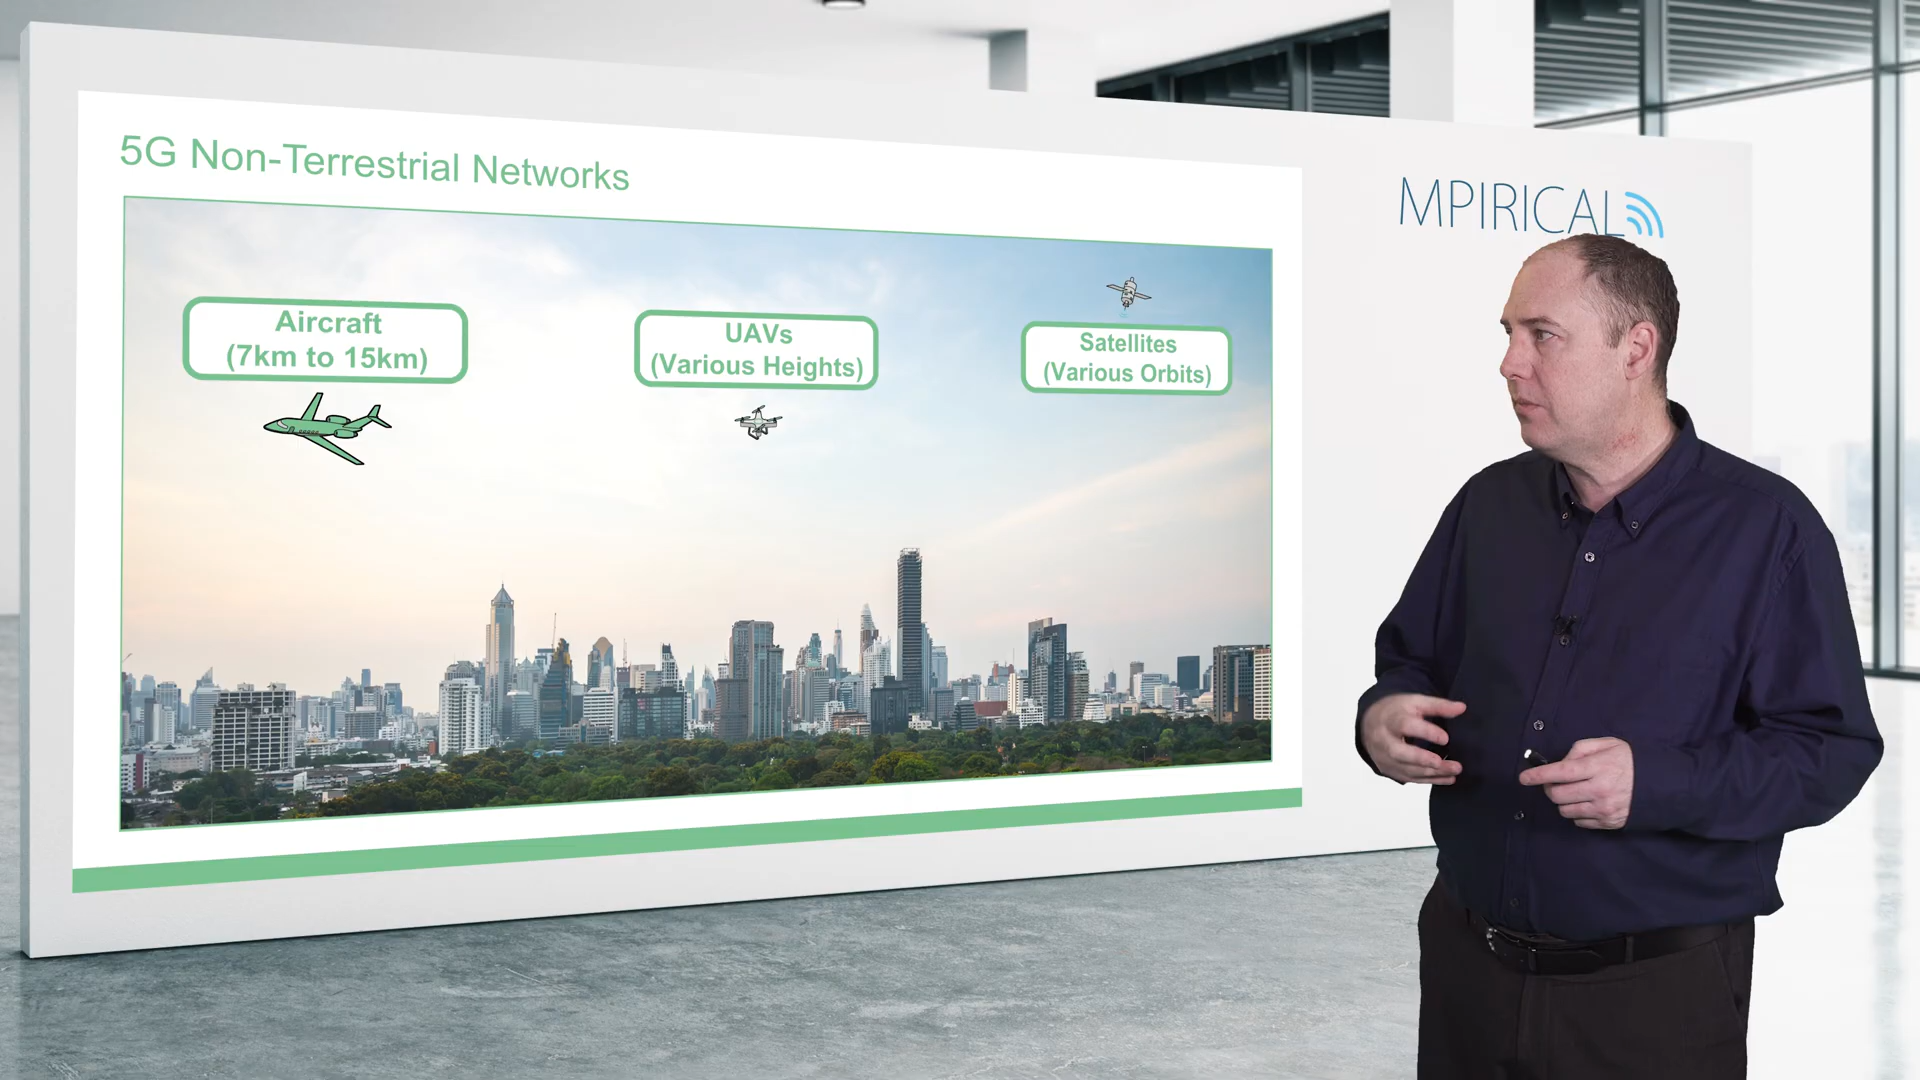 5G Non-Terrestrial Networks
MPIRICAL
Aircraft
(7km to 15km)
UAVs
(Various Heights)
Satellites
(Various Orbits)